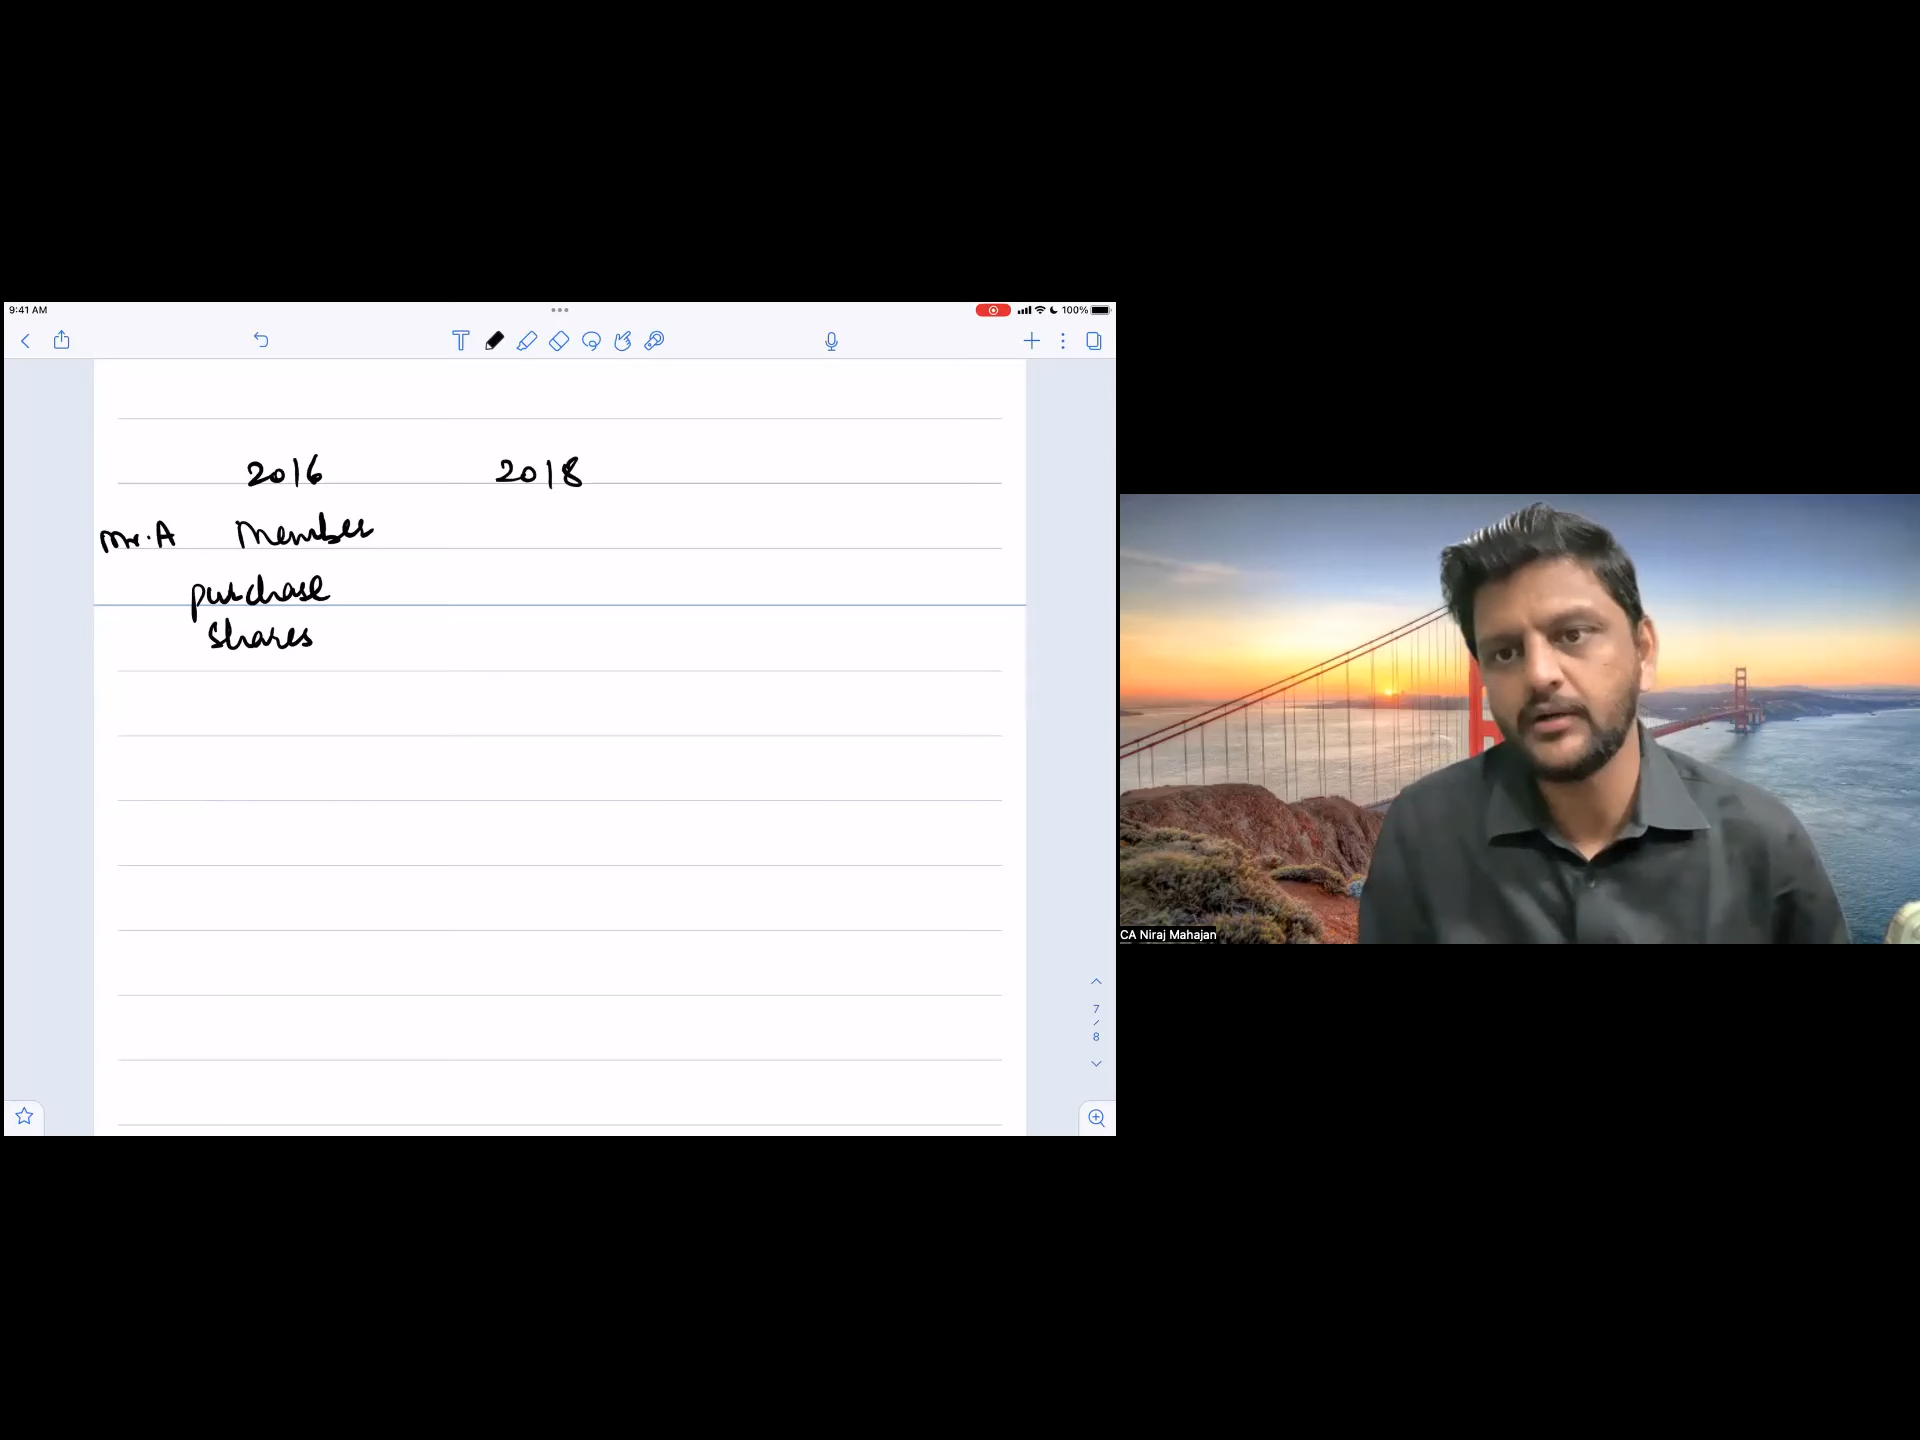 9:41 AM
100%
2016 2018
Mr. A Member
purchase
shares
7
/
8
CA Niraj Mahajan